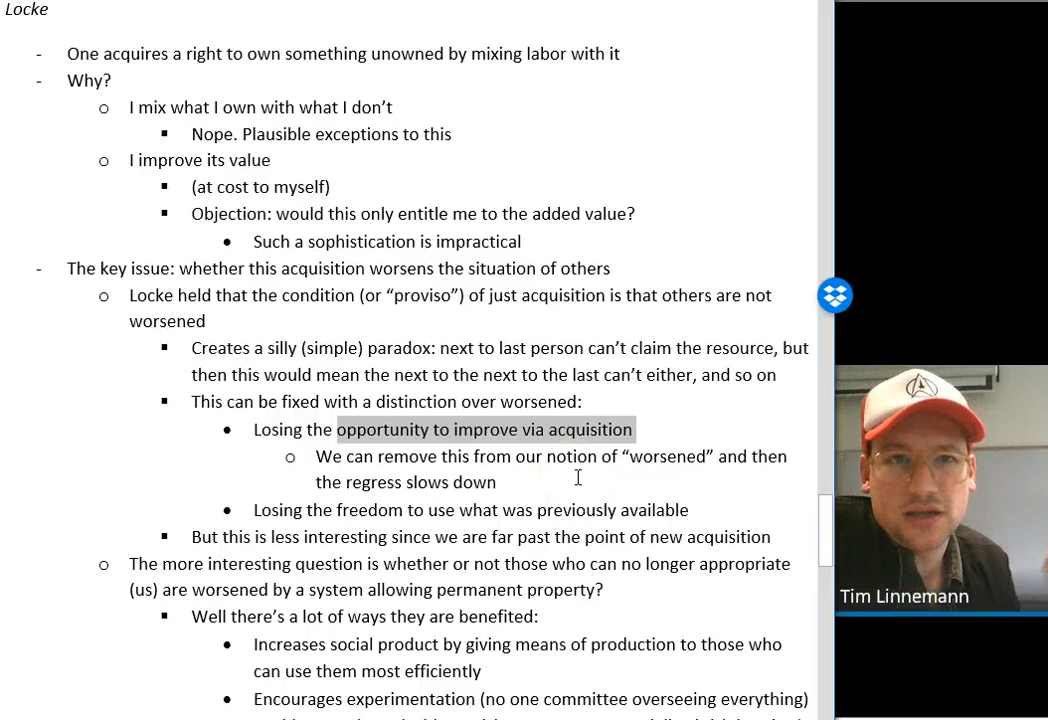 Locke
- One acquires a right to own something unowned by mixing labor with it
- Why?
o I mix what I own with what I don’t
▪ Nope. Plausible exceptions to this
o I improve its value
▪ (at cost to myself)
▪ Objection: would this only entitle me to the added value?
• Such a sophistication is impractical
- The key issue: whether this acquisition worsens the situation of others
o Locke held that the condition (or “proviso”) of just acquisition is that others are not
worsened
▪ Creates a silly (simple) paradox: next to last person can’t claim the resource, but
then this would mean the next to the next to the last can’t either, and so on
▪ This can be fixed with a distinction over worsened:
• Losing the opportunity to improve via acquisition
o We can remove this from our notion of “worsened” and then
the regress slows down
• Losing the freedom to use what was previously available
▪ But this is less interesting since we are far past the point of new acquisition
o The more interesting question is whether or not those who can no longer appropriate
(us) are worsened by a system allowing permanent property?
▪ Well there’s a lot of ways they are benefited:
• Increases social product by giving means of production to those who
can use them most efficiently
• Encourages experimentation (no one committee overseeing everything)
Tim Linnemann